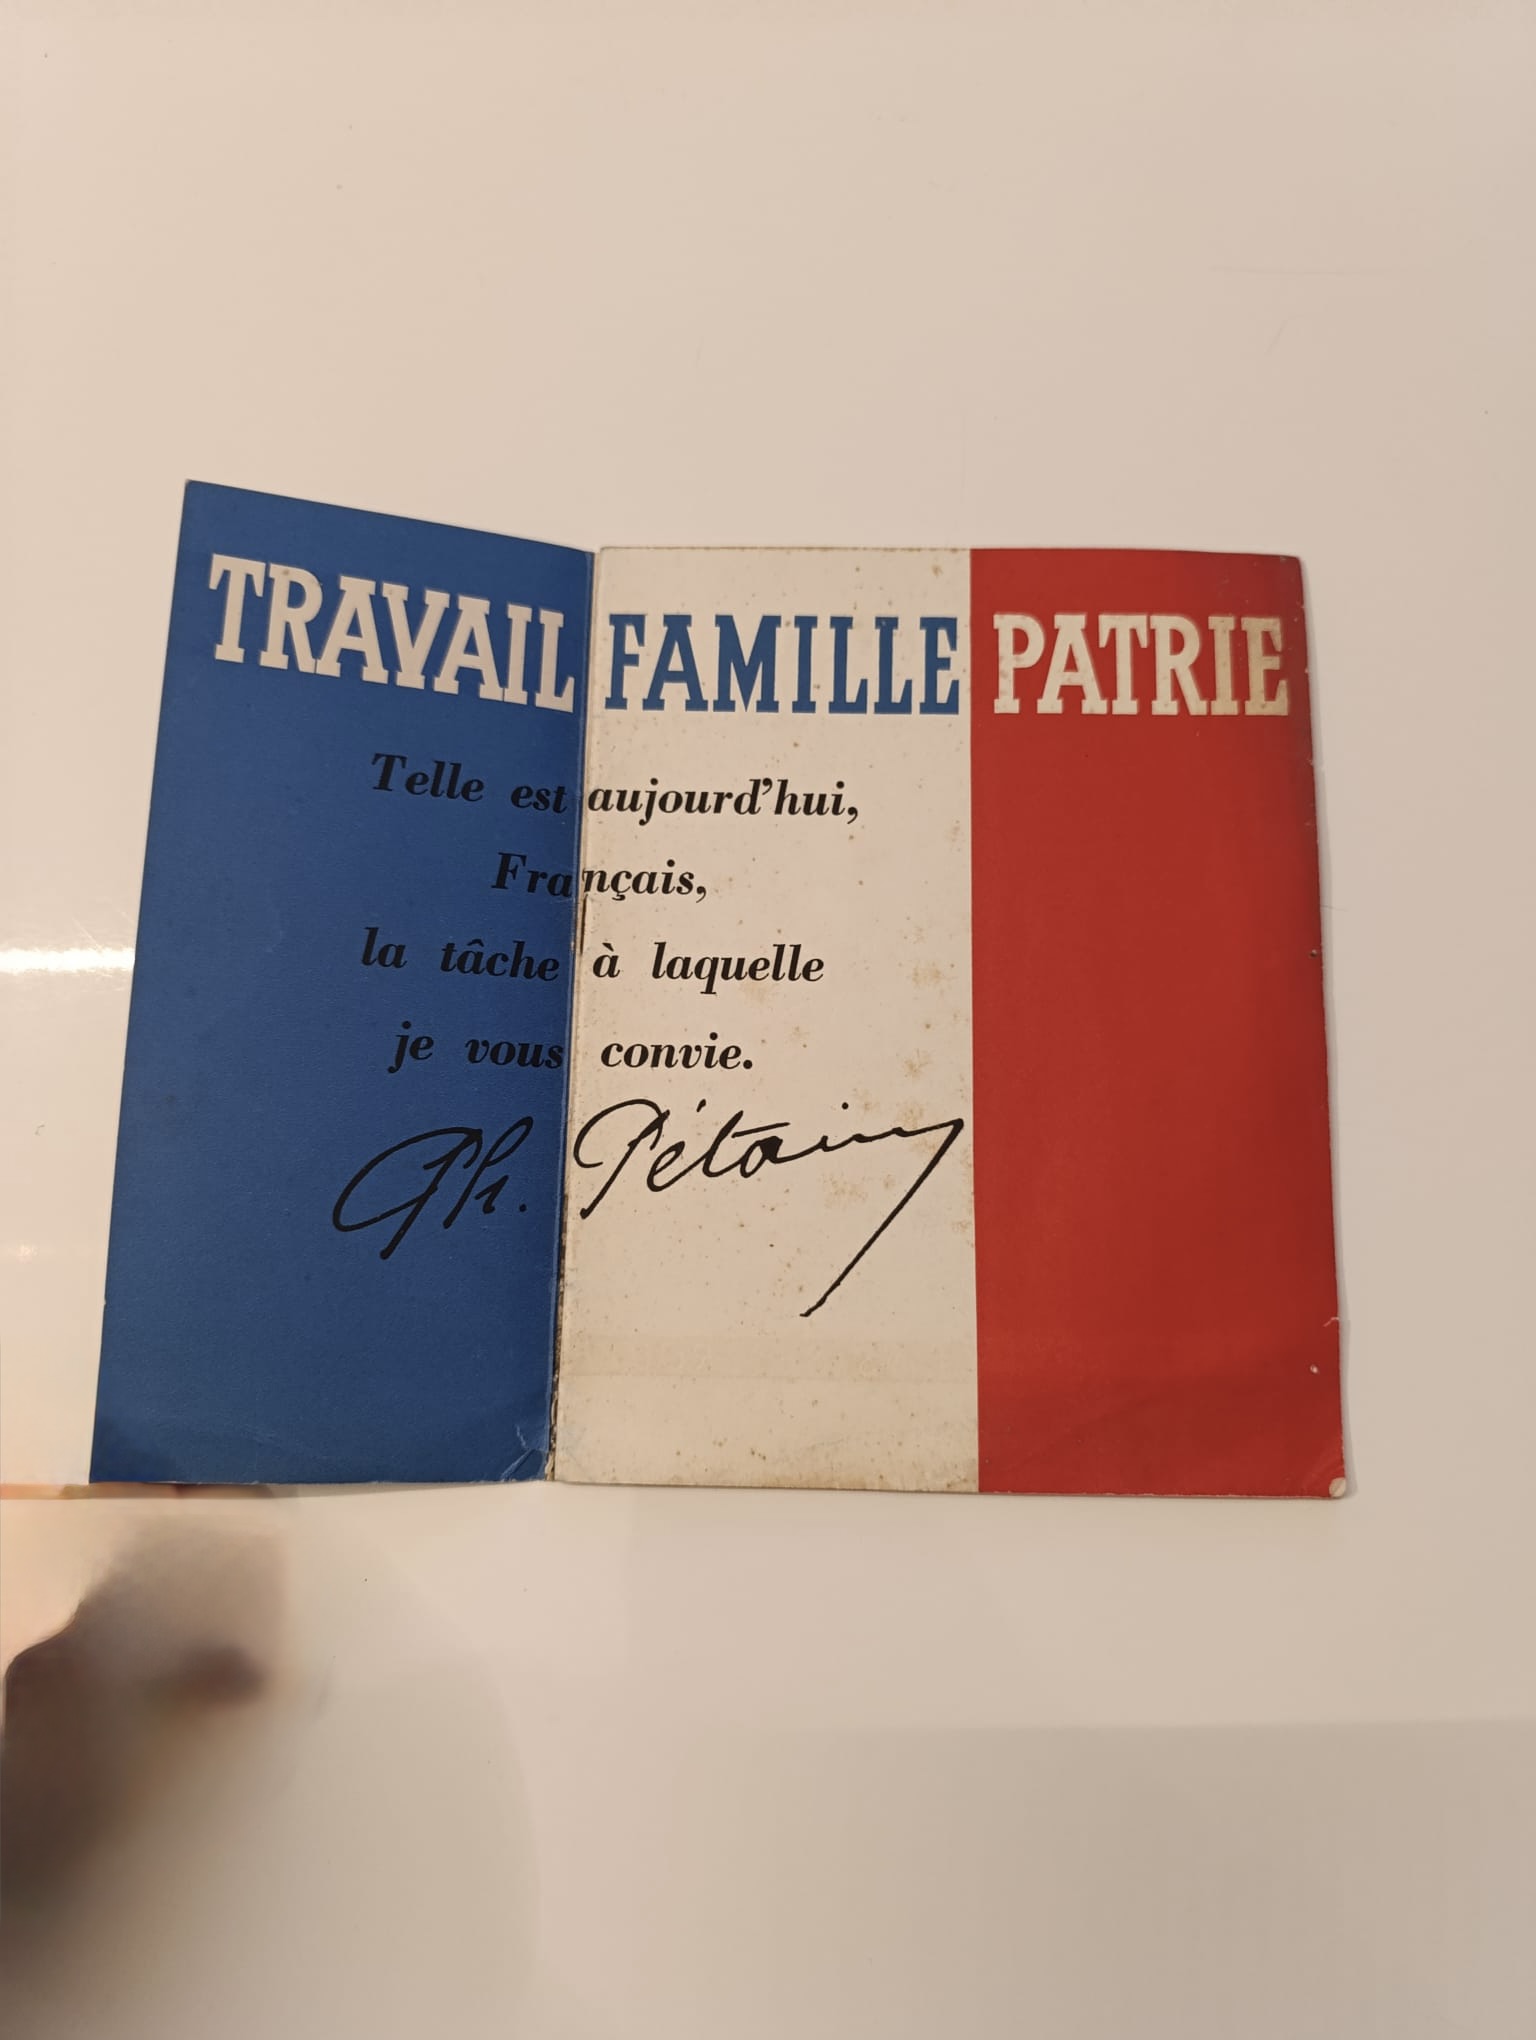 TRAVAIL FAMILLE PATRIE
Telle est aujourd'hui,
Français,
la tâche à laquelle
je vous convie.
Ph. Pétain